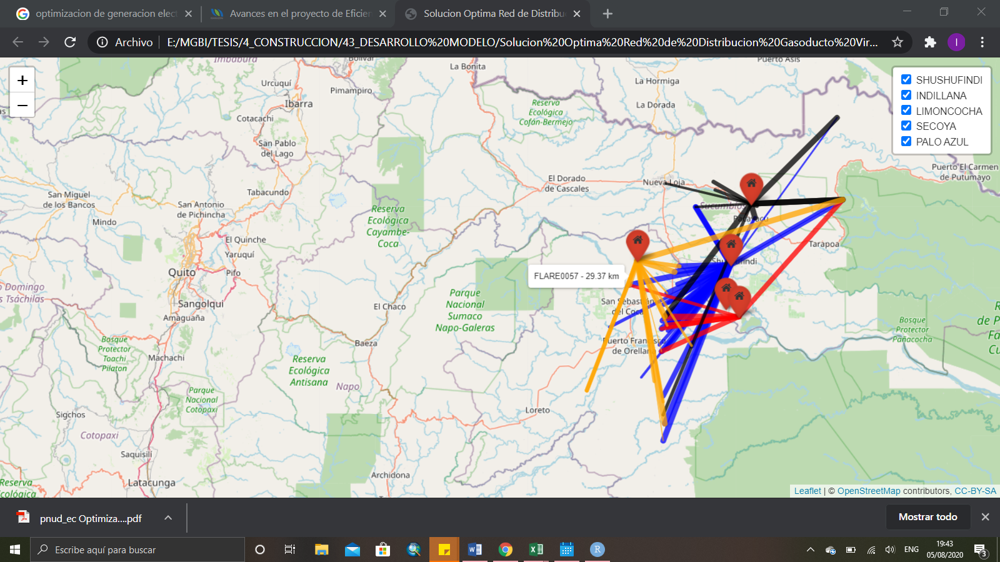 optimizacion de generacion elect
Avances en el proyecto de Eficien
Solucion Optima Red de Distribu
Archivo
E:/MGBI/TESIS/4_CONSTRUCCION/43_DESARROLLO%20MODELO/Solucion%20Optima%20Red%20de%20Distribucion%20Gasoducto%20Vir...
I
+
−
SHUSHUFINDI
INDILLANA
LIMONCOCHA
SECOYA
PALO AZUL
Imbabura
Bolívar
La Bonita
Puerto Asís
Urcuquí
Pimampiro
La Hormiga
Ibarra
La Dorada
Reserva
Ecológica
Cofán-Bermejo
Cotacachi
San Pablo
del Lago
Puerto El Carmen
de Putumayo
El Dorado
de Cascales
Nueva Loja
Tabacundo
San Miguel
de los Bancos
San Antonio
de Pichincha
Sucumbíos
Reserva
Ecológica
Cayambe-
Coca
Pacayacu
Mindo
El Quinche
Tarapoa
Yaruquí
Quito
Pifo
FLARE0057 - 29.37 km
o Domingo
s Tsáchilas
Sangolquí
Amaguaña
El Chaco
Parque
Nacional
Sumaco
Napo-Galeras
San Sebastián
del Coca
Bosque
Protector
Pañacocha
Bosque
Protector
Toachi
Pilaton
Baeza
Puerto Francisco
de Orellana
Machachi
Reserva
Ecológica
Antisana
Napo
Parque
Nacional
Cotopaxi
Sigchos
Loreto
Cotopaxi
Saquisilí
Latacunga
Archidona
Reserva
cológica
Leaflet | © OpenStreetMap contributors, CC-BY-SA
pnud_ec Optimiza....pdf
Mostrar todo
Escribe aquí para buscar
R
ENG
19:43
05/08/2020
3